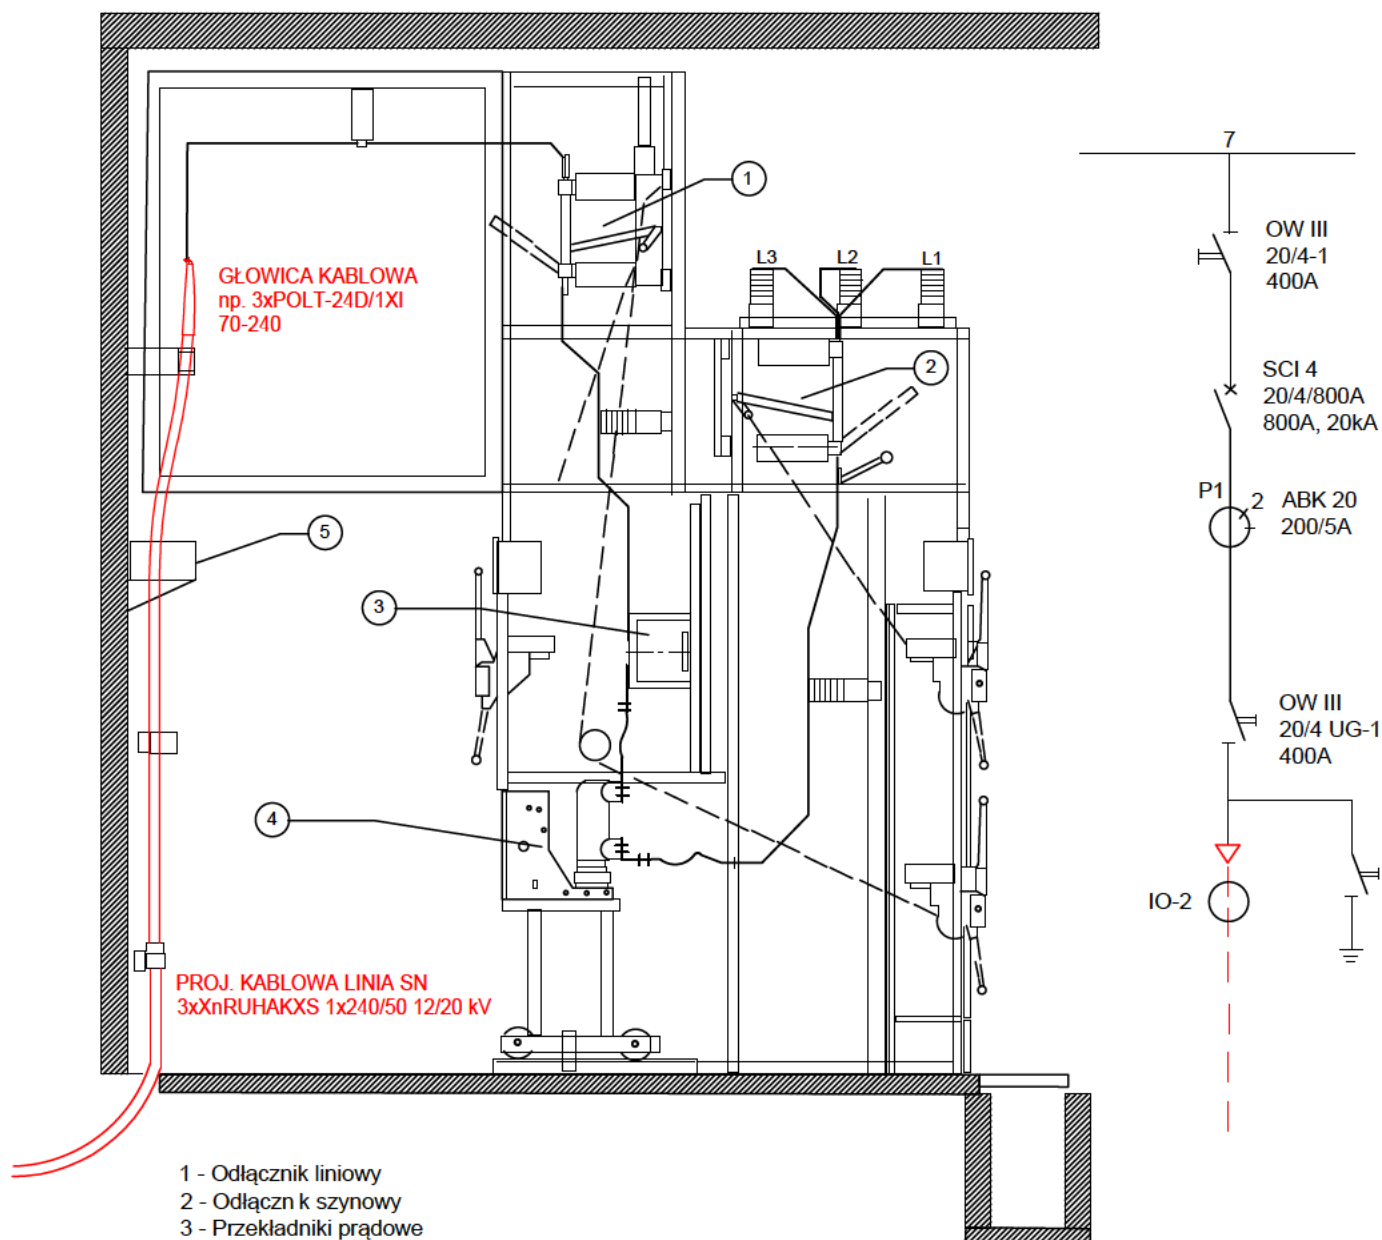 1
GŁOWICA KABLOWA
np. 3xPOLT-24D/1XI
70-240
L3
L2
L1
2
5
3
4
PROJ. KABLOWA LINIA SN
3xXnRUHAKXS 1x240/50 12/20 kV
7
OW III
20/4-1
400A
SCI 4
20/4/800A
800A, 20kA
P1
2
ABK 20
200/5A
OW III
20/4 UG-1
400A
IO-2
1 - Odłącznik liniowy
2 - Odłączn k szynowy
3 - Przekładniki prądowe